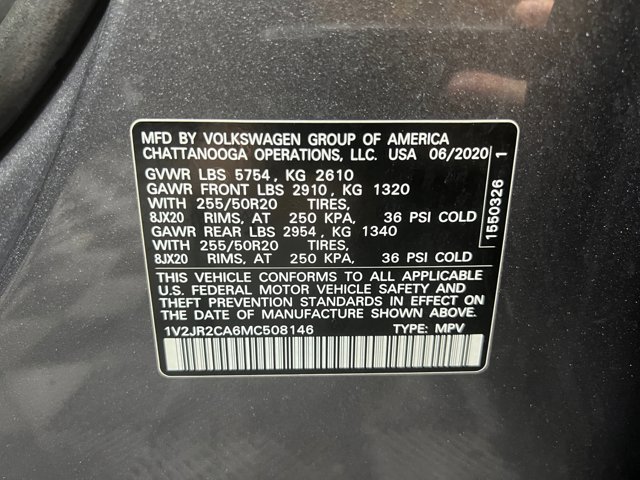 MFD BY VOLKSWAGEN GROUP OF AMERICA
CHATTANOOGA OPERATIONS, LLC. USA 06/2020
GVWR LBS 5754, KG 2610
GAWR FRONT LBS 2910, KG 1320
WITH 255/50R20 TIRES,
8JX20 RIMS, AT 250 KPA, 36 PSI COLD
GAWR REAR LBS 2954, KG 1340
WITH 255/50R20 TIRES,
8JX20 RIMS, AT 250 KPA, 36 PSI COLD
THIS VEHICLE CONFORMS TO ALL APPLICABLE
U.S. FEDERAL MOTOR VEHICLE SAFETY AND
THEFT PREVENTION STANDARDS IN EFFECT ON
THE DATE OF MANUFACTURE SHOWN ABOVE.
1V2JR2CA6MC508146 TYPE: MPV
1550326 1